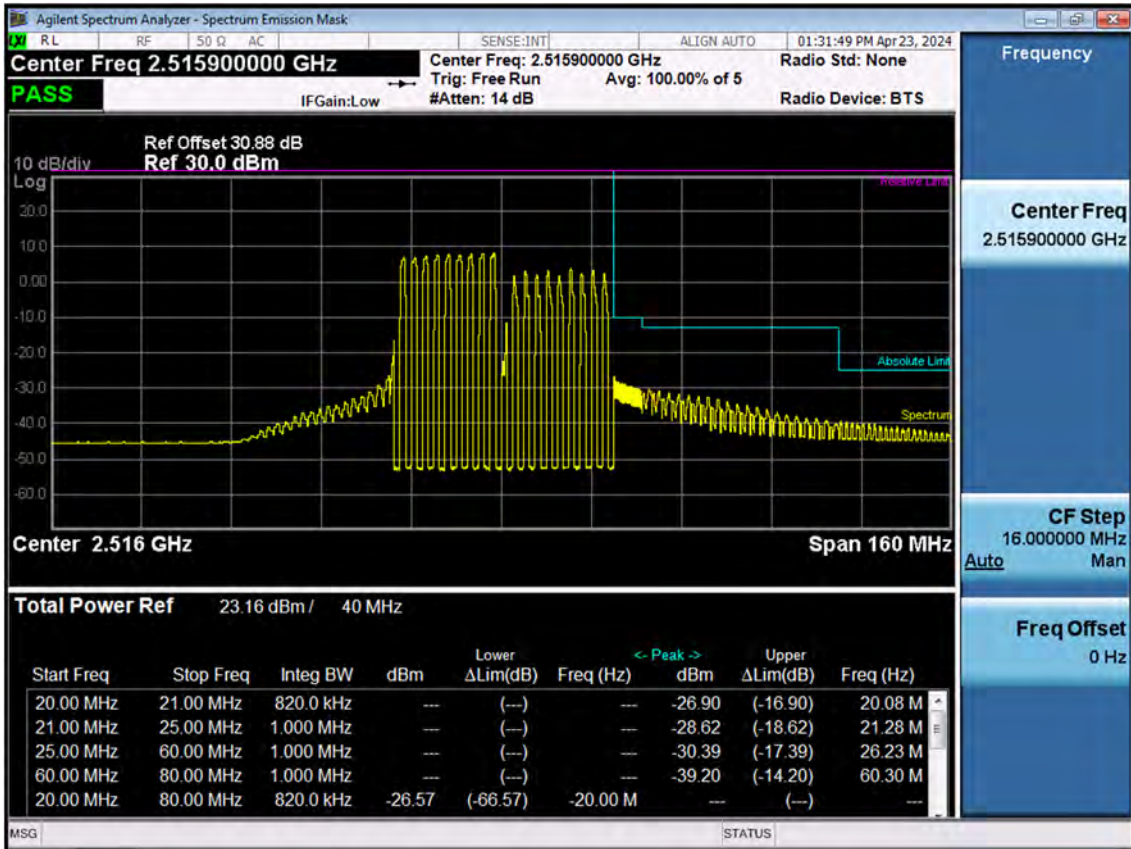 Agilent Spectrum Analyzer - Spectrum Emission Mask
LXI RL RF 50 Ω AC SENSE:INT ALIGN AUTO 01:31:49 PM Apr 23, 2024
Center Freq 2.515900000 GHz Center Freq: 2.515900000 GHz Radio Std: None
Trig: Free Run Avg: 100.00% of 5
PASS IFGain:Low #Atten: 14 dB Radio Device: BTS
Ref Offset 30.88 dB
10 dB/div Ref 30.0 dBm
Log
Relative Limit
20.0
10.0
0.00
-10.0
-20.0
Absolute Limit
-30.0
-40.0
Spectrum
-50.0
-60.0
Center 2.516 GHz Span 160 MHz
Total Power Ref 23.16 dBm / 40 MHz
Lower <- Peak -> Upper
Start Freq Stop Freq Integ BW dBm ΔLim(dB) Freq (Hz) dBm ΔLim(dB) Freq (Hz)
20.00 MHz 21.00 MHz 820.0 kHz --- (---) --- -26.90 (-16.90) 20.08 M
21.00 MHz 25.00 MHz 1.000 MHz --- (---) --- -28.62 (-18.62) 21.28 M
25.00 MHz 60.00 MHz 1.000 MHz --- (---) --- -30.39 (-17.39) 26.23 M
60.00 MHz 80.00 MHz 1.000 MHz --- (---) --- -39.20 (-14.20) 60.30 M
20.00 MHz 80.00 MHz 820.0 kHz -26.57 (-66.57) -20.00 M --- (---) ---
MSG STATUS
Frequency
Center Freq
2.515900000 GHz
CF Step
16.000000 MHz
Auto Man
Freq Offset
0 Hz